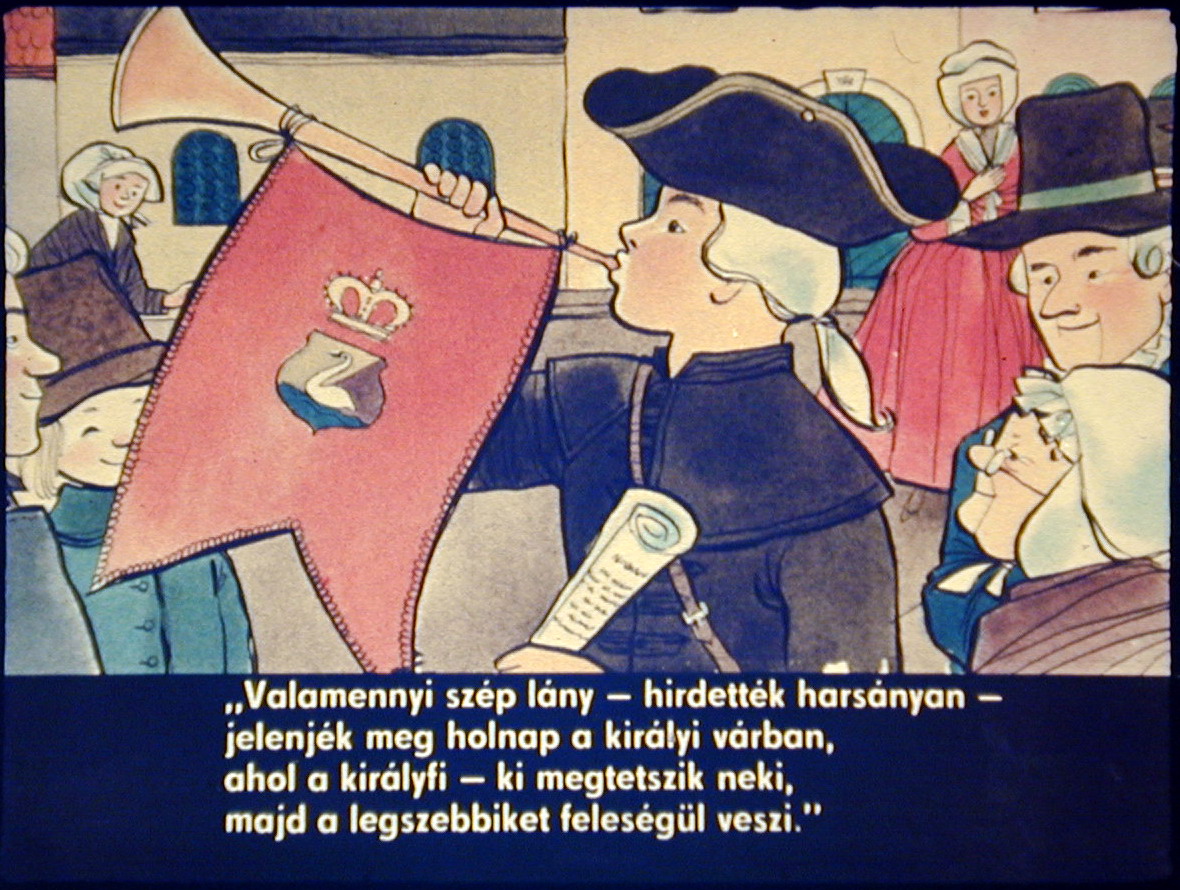 „Valamennyi szép lány – hirdették harsányan –
jelenjék meg holnap a királyi várban,
ahol a királyfi – ki megtetszik neki,
majd a legszebbiket feleségül veszi.”